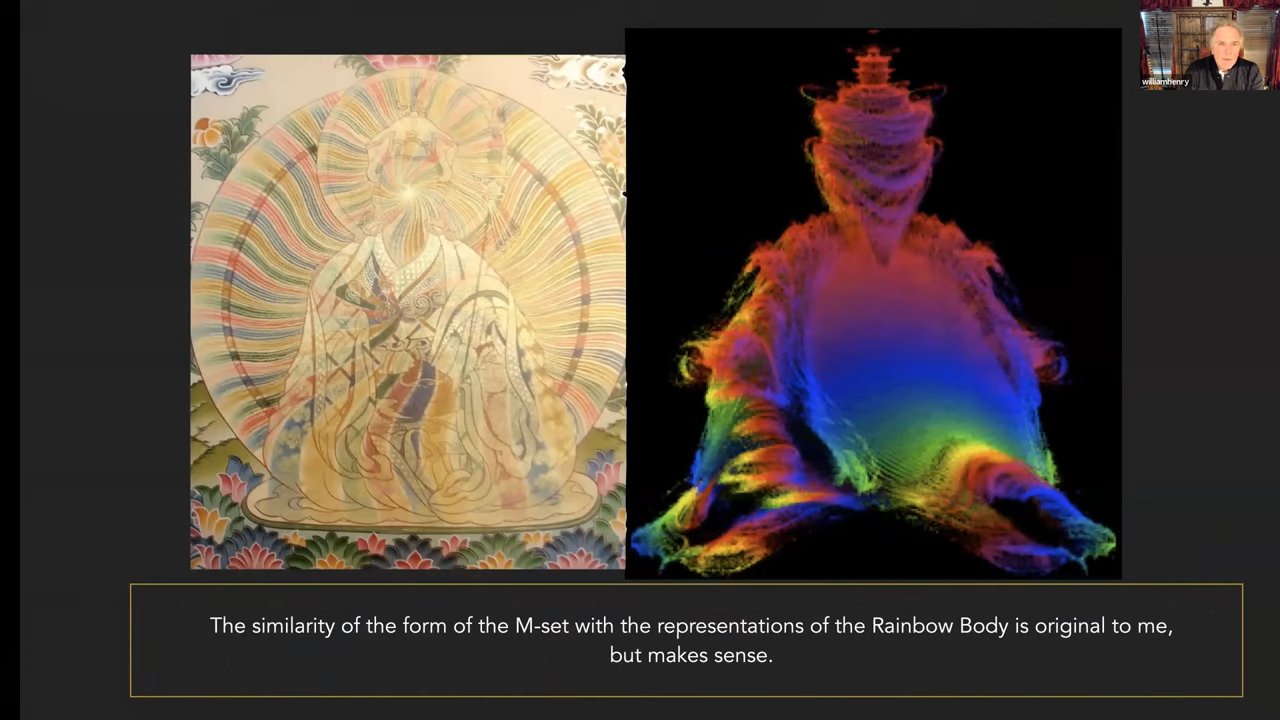 williamhenry
The similarity of the form of the M-set with the representations of the Rainbow Body is original to me,
but makes sense.